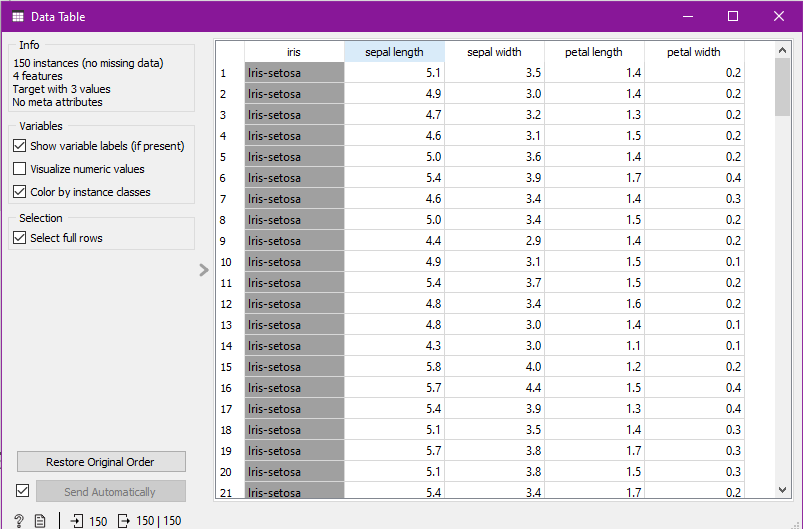 Data Table
Info
150 instances (no missing data)
4 features
Target with 3 values
No meta attributes
Variables
Show variable labels (if present)
Visualize numeric values
Color by instance classes
Selection
Select full rows
Restore Original Order
Send Automatically
? 150 150 | 150
iris sepal length sepal width petal length petal width
1 Iris-setosa 5.1 3.5 1.4 0.2
2 Iris-setosa 4.9 3.0 1.4 0.2
3 Iris-setosa 4.7 3.2 1.3 0.2
4 Iris-setosa 4.6 3.1 1.5 0.2
5 Iris-setosa 5.0 3.6 1.4 0.2
6 Iris-setosa 5.4 3.9 1.7 0.4
7 Iris-setosa 4.6 3.4 1.4 0.3
8 Iris-setosa 5.0 3.4 1.5 0.2
9 Iris-setosa 4.4 2.9 1.4 0.2
10 Iris-setosa 4.9 3.1 1.5 0.1
11 Iris-setosa 5.4 3.7 1.5 0.2
12 Iris-setosa 4.8 3.4 1.6 0.2
13 Iris-setosa 4.8 3.0 1.4 0.1
14 Iris-setosa 4.3 3.0 1.1 0.1
15 Iris-setosa 5.8 4.0 1.2 0.2
16 Iris-setosa 5.7 4.4 1.5 0.4
17 Iris-setosa 5.4 3.9 1.3 0.4
18 Iris-setosa 5.1 3.5 1.4 0.3
19 Iris-setosa 5.7 3.8 1.7 0.3
20 Iris-setosa 5.1 3.8 1.5 0.3
21 Iris-setosa 5.4 3.4 1.7 0.2